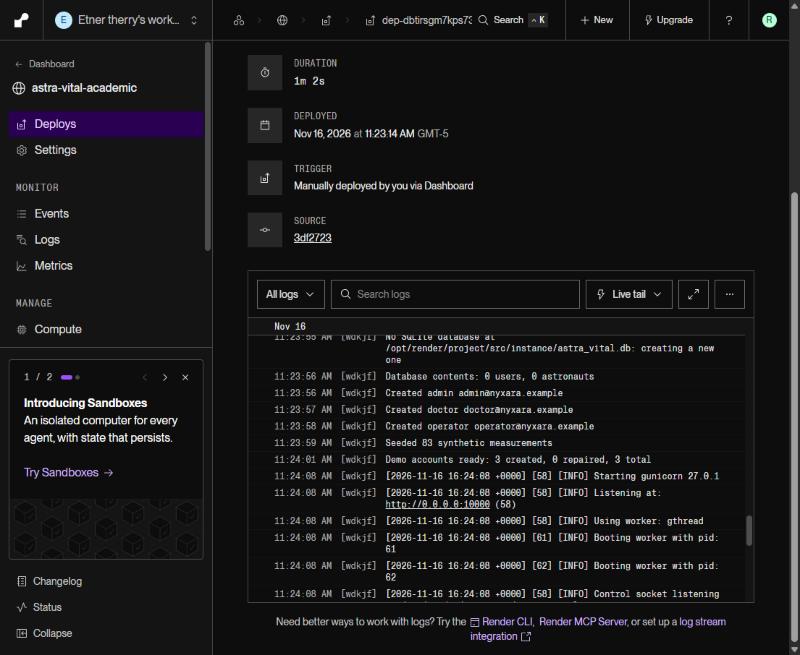 E Etner therry's work...
dep-dbtirsgm7kps73
Search
K
+ New
Upgrade
?
R
← Dashboard
astra-vital-academic
Deploys
Settings
MONITOR
Events
Logs
Metrics
MANAGE
Compute
1 / 2
Introducing Sandboxes
An isolated computer for every
agent, with state that persists.
Try Sandboxes →
Changelog
Status
Collapse
DURATION
1m 2s
DEPLOYED
Nov 16, 2026 at 11:23:14 AM GMT-5
TRIGGER
Manually deployed by you via Dashboard
SOURCE
3df2723
All logs
Search logs
Live tail
...
Nov 16
11:23:55 AM [wdkjf] No SQLite database at
/opt/render/project/src/instance/astra_vital.db: creating a new
one
11:23:56 AM [wdkjf] Database contents: 0 users, 0 astronauts
11:23:56 AM [wdkjf] Created admin admin@nyxara.example
11:23:57 AM [wdkjf] Created doctor doctor@nyxara.example
11:23:58 AM [wdkjf] Created operator operator@nyxara.example
11:23:59 AM [wdkjf] Seeded 83 synthetic measurements
11:24:01 AM [wdkjf] Demo accounts ready: 3 created, 0 repaired, 3 total
11:24:08 AM [wdkjf] [2026-11-16 16:24:08 +0000] [58] [INFO] Starting gunicorn 27.0.1
11:24:08 AM [wdkjf] [2026-11-16 16:24:08 +0000] [58] [INFO] Listening at:
http://0.0.0.0:10000 (58)
11:24:08 AM [wdkjf] [2026-11-16 16:24:08 +0000] [58] [INFO] Using worker: gthread
11:24:08 AM [wdkjf] [2026-11-16 16:24:08 +0000] [61] [INFO] Booting worker with pid:
61
11:24:08 AM [wdkjf] [2026-11-16 16:24:08 +0000] [62] [INFO] Booting worker with pid:
62
11:24:08 AM [wdkjf] [2026-11-16 16:24:08 +0000] [58] [INFO] Control socket listening
Need better ways to work with logs? Try the Render CLI, Render MCP Server, or set up a log stream
integration